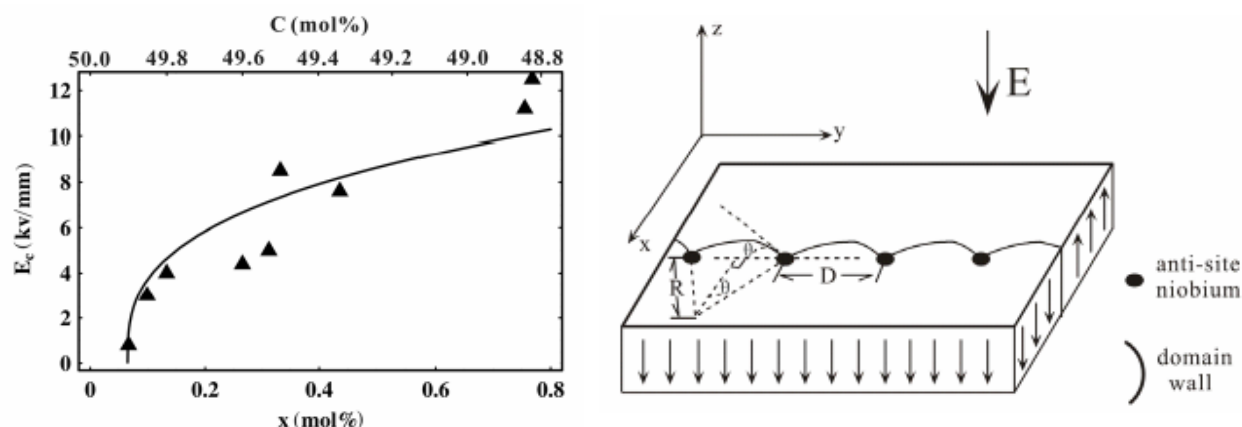 C (mol%)
50.0 49.8 49.6 49.4 49.2 49.0 48.8
12
10
8
6
4
2
0
E_c (kv/mm)
0 0.2 0.4 0.6 0.8
x (mol%)
z
E
y
x
θ
θ
R
D
anti-site
niobium
domain
wall